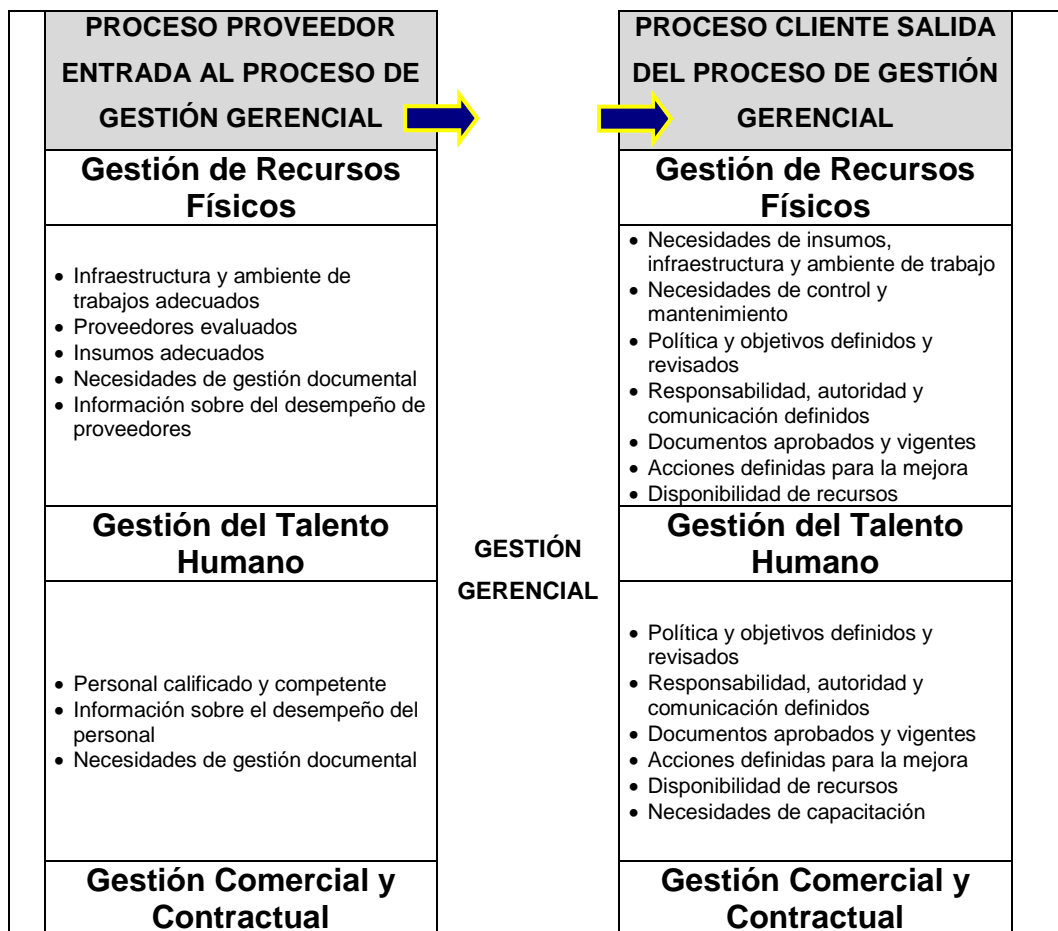 PROCESO PROVEEDOR
ENTRADA AL PROCESO DE
GESTIÓN GERENCIAL
Gestión de Recursos
Físicos
• Infraestructura y ambiente de
trabajos adecuados
• Proveedores evaluados
• Insumos adecuados
• Necesidades de gestión documental
• Información sobre del desempeño de
proveedores
Gestión del Talento
Humano
• Personal calificado y competente
• Información sobre el desempeño del
personal
• Necesidades de gestión documental
Gestión Comercial y
Contractual
GESTIÓN
GERENCIAL
PROCESO CLIENTE SALIDA
DEL PROCESO DE GESTIÓN
GERENCIAL
Gestión de Recursos
Físicos
• Necesidades de insumos,
infraestructura y ambiente de trabajo
• Necesidades de control y
mantenimiento
• Política y objetivos definidos y
revisados
• Responsabilidad, autoridad y
comunicación definidos
• Documentos aprobados y vigentes
• Acciones definidas para la mejora
• Disponibilidad de recursos
Gestión del Talento
Humano
• Política y objetivos definidos y
revisados
• Responsabilidad, autoridad y
comunicación definidos
• Documentos aprobados y vigentes
• Acciones definidas para la mejora
• Disponibilidad de recursos
• Necesidades de capacitación
Gestión Comercial y
Contractual